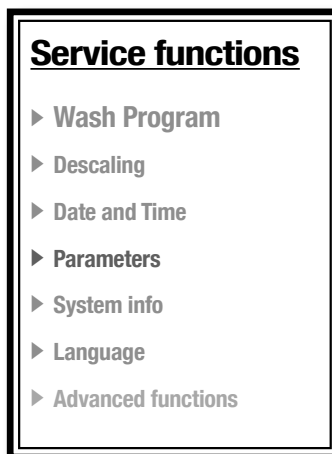 Service functions
Wash Program
Descaling
Date and Time
Parameters
System info
Language
Advanced functions